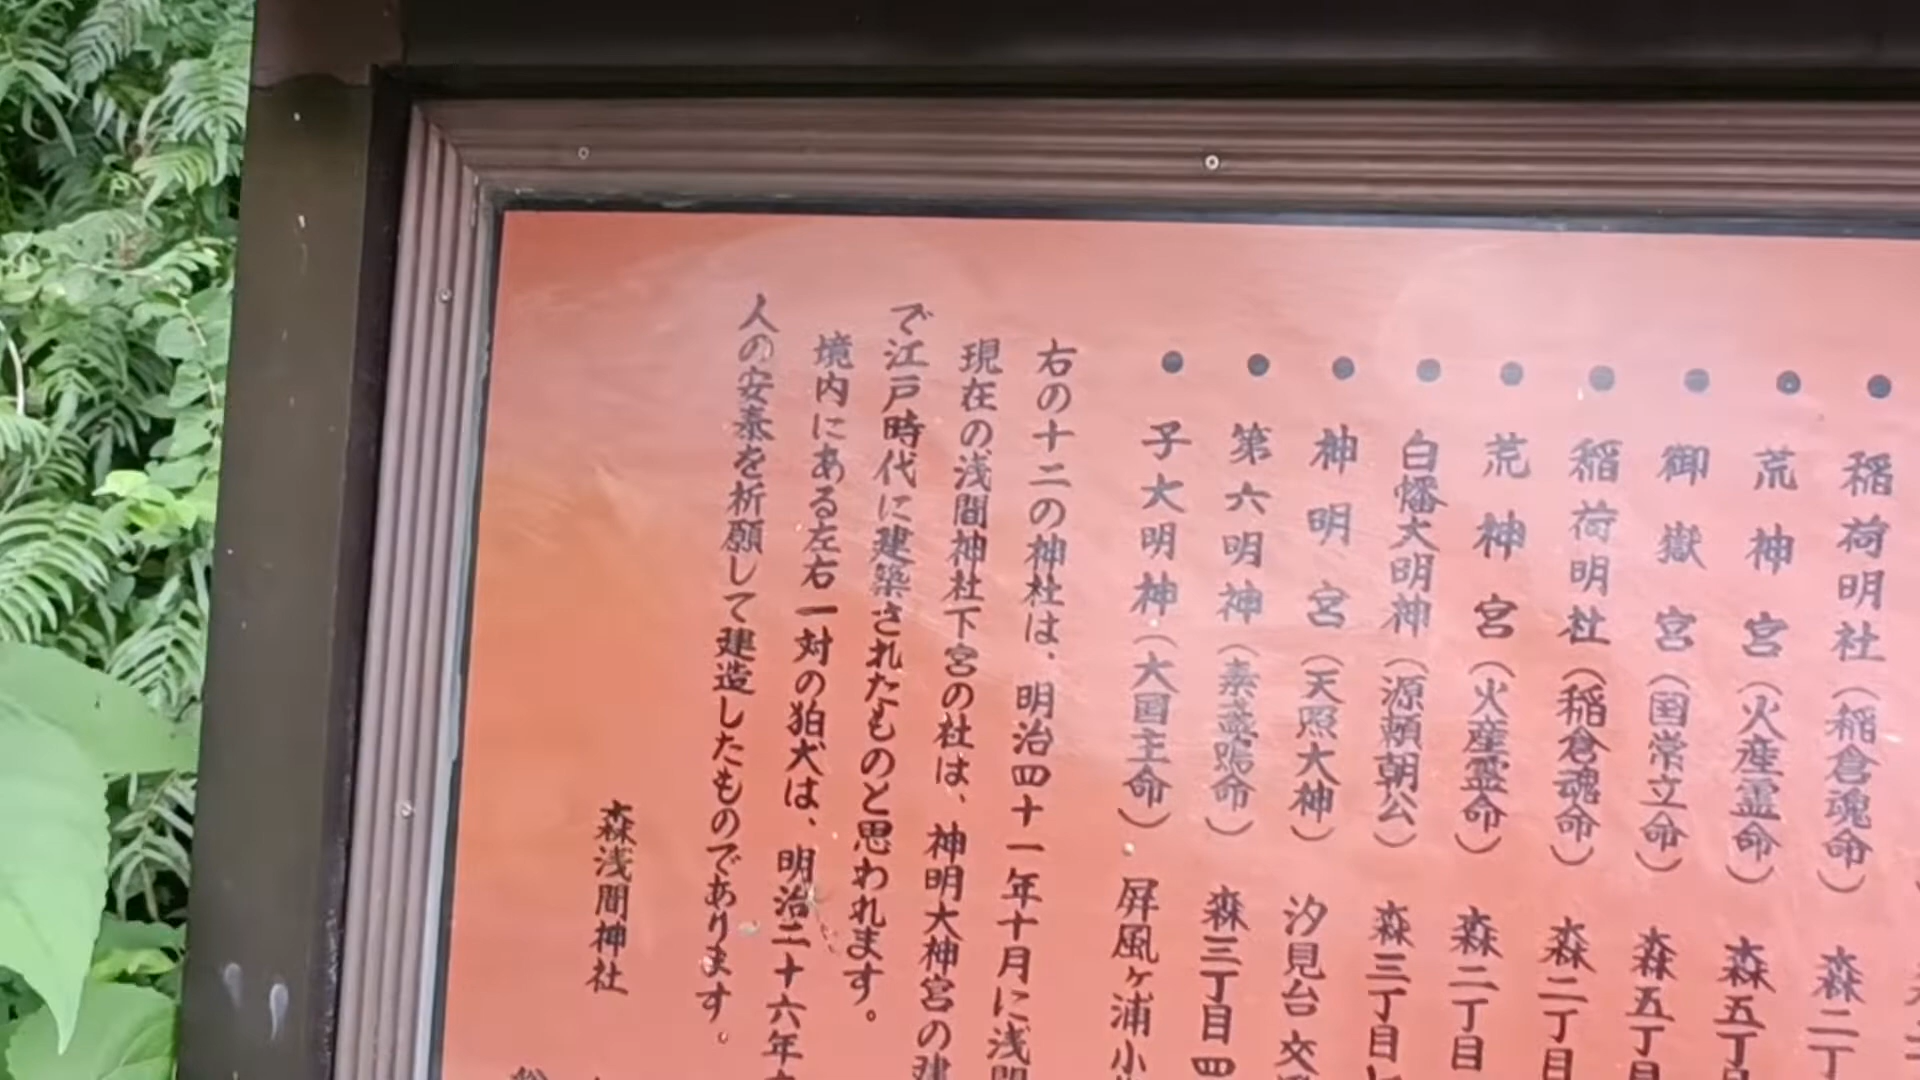 稲荷明社（稲倉魂命）森二丁
荒神宮（火産霊命）森五丁目
御嶽宮（国常立命）森五丁目
稲荷明社（稲倉魂命）森二丁目
荒神宮（火産霊命）森二丁目
白幡大明神（源頼朝公）森三丁目
神明宮（天照大神）汐見台交
第六明神（素盞嗚命）森三丁目四
子大明神（大国主命）屏風ヶ浦小
右の十二の神社は、明治四十一年十月に浅間
現在の浅間神社下宮の社は、神明大神宮の建
で江戸時代に建築されたものと思われます。
境内にある左右一対の狛犬は、明治二十六年
人の安泰を祈願して建造したものであります。
森浅間神社